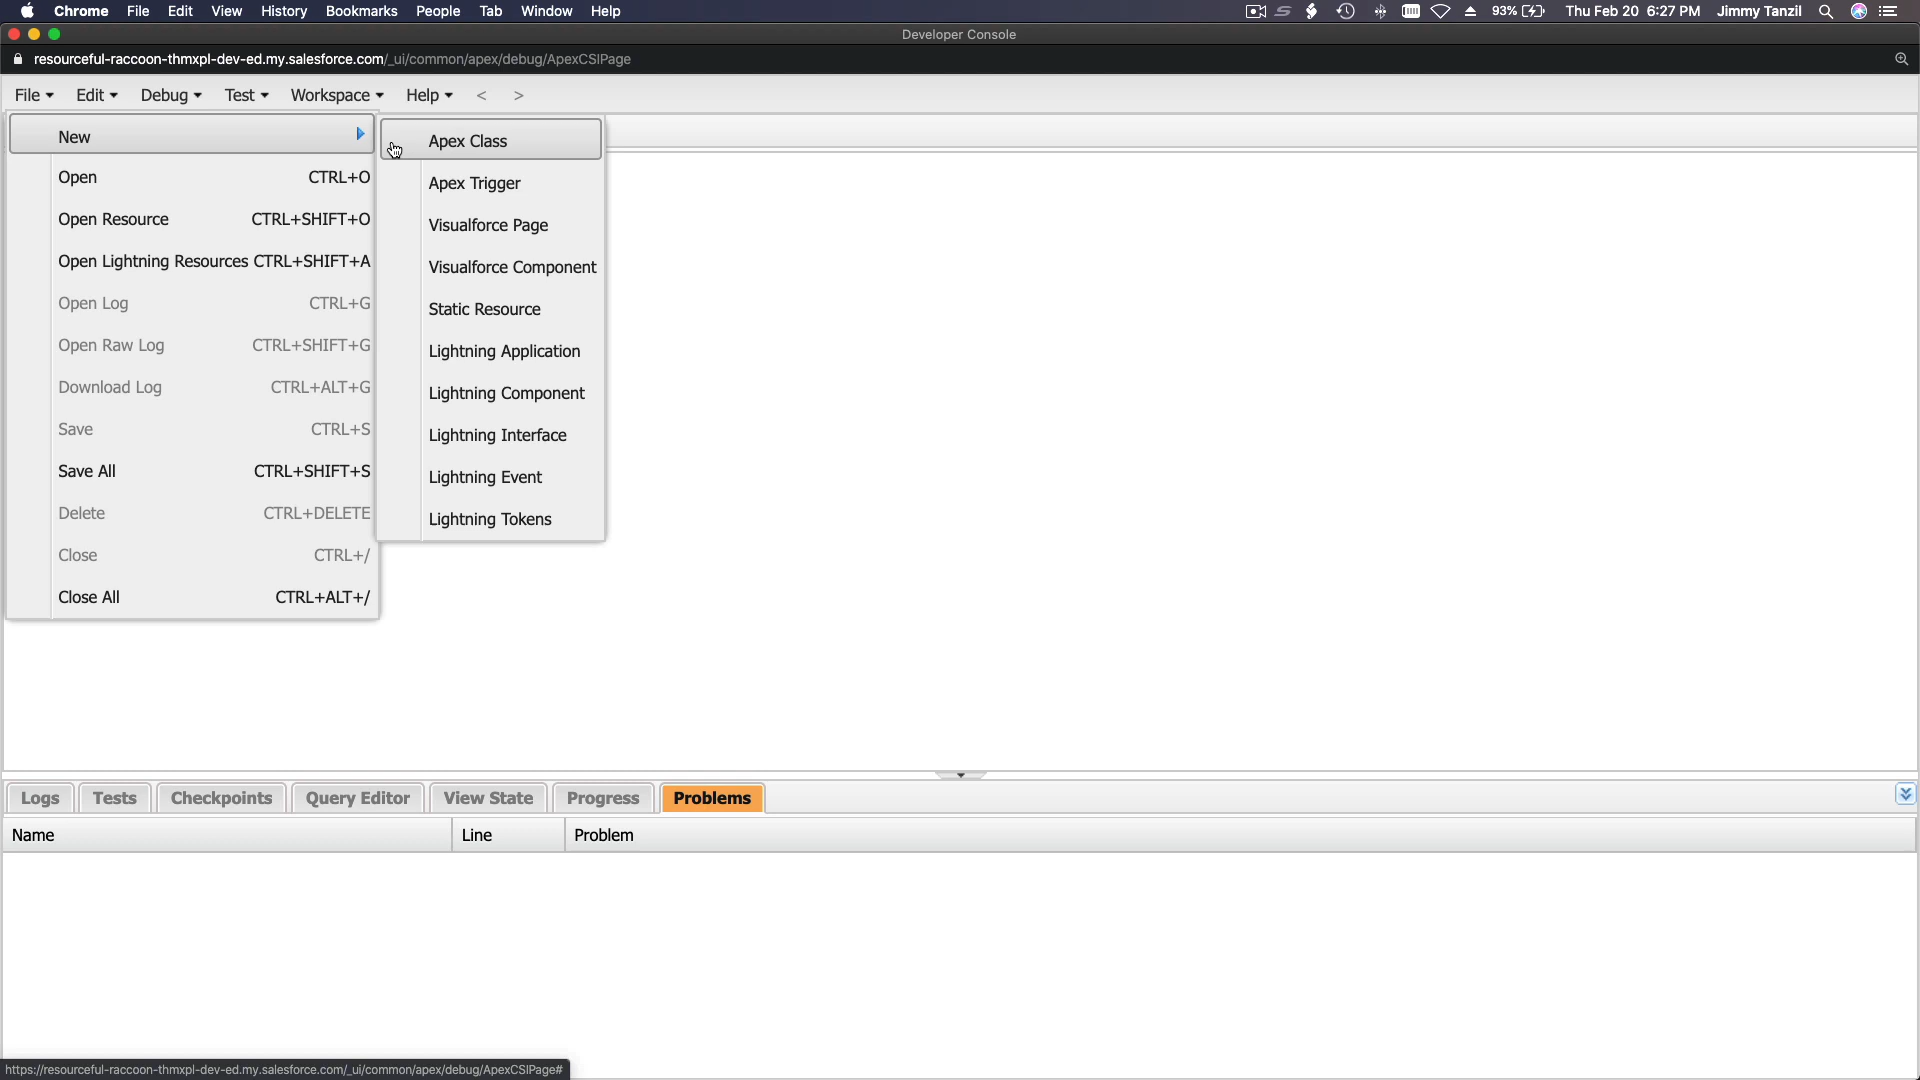 Chrome File Edit View History Bookmarks People Tab Window Help 93% Thu Feb 20 6:27 PM Jimmy Tanzil
Developer Console
resourceful-raccoon-thmxpl-dev-ed.my.salesforce.com/_ui/common/apex/debug/ApexCSIPage
File Edit Debug Test Workspace Help < >
New
Open CTRL+O
Open Resource CTRL+SHIFT+O
Open Lightning Resources CTRL+SHIFT+A
Open Log CTRL+G
Open Raw Log CTRL+SHIFT+G
Download Log CTRL+ALT+G
Save CTRL+S
Save All CTRL+SHIFT+S
Delete CTRL+DELETE
Close CTRL+/
Close All CTRL+ALT+/
Apex Class
Apex Trigger
Visualforce Page
Visualforce Component
Static Resource
Lightning Application
Lightning Component
Lightning Interface
Lightning Event
Lightning Tokens
Logs Tests Checkpoints Query Editor View State Progress Problems
Name Line Problem
https://resourceful-raccoon-thmxpl-dev-ed.my.salesforce.com/_ui/common/apex/debug/ApexCSIPage#